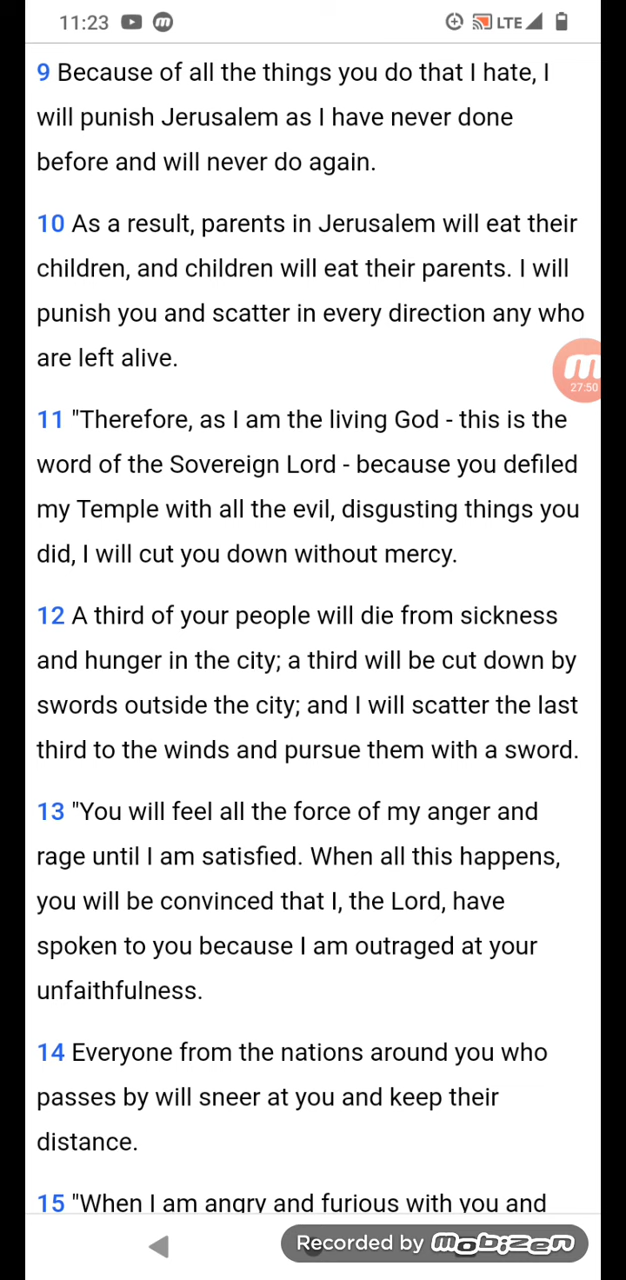 11:23
LTE
9 Because of all the things you do that I hate, I
will punish Jerusalem as I have never done
before and will never do again.
10 As a result, parents in Jerusalem will eat their
children, and children will eat their parents. I will
punish you and scatter in every direction any who
are left alive.
27:50
11 "Therefore, as I am the living God - this is the
word of the Sovereign Lord - because you defiled
my Temple with all the evil, disgusting things you
did, I will cut you down without mercy.
12 A third of your people will die from sickness
and hunger in the city; a third will be cut down by
swords outside the city; and I will scatter the last
third to the winds and pursue them with a sword.
13 "You will feel all the force of my anger and
rage until I am satisfied. When all this happens,
you will be convinced that I, the Lord, have
spoken to you because I am outraged at your
unfaithfulness.
14 Everyone from the nations around you who
passes by will sneer at you and keep their
distance.
15 "When I am angry and furious with you and
Recorded by mobizen